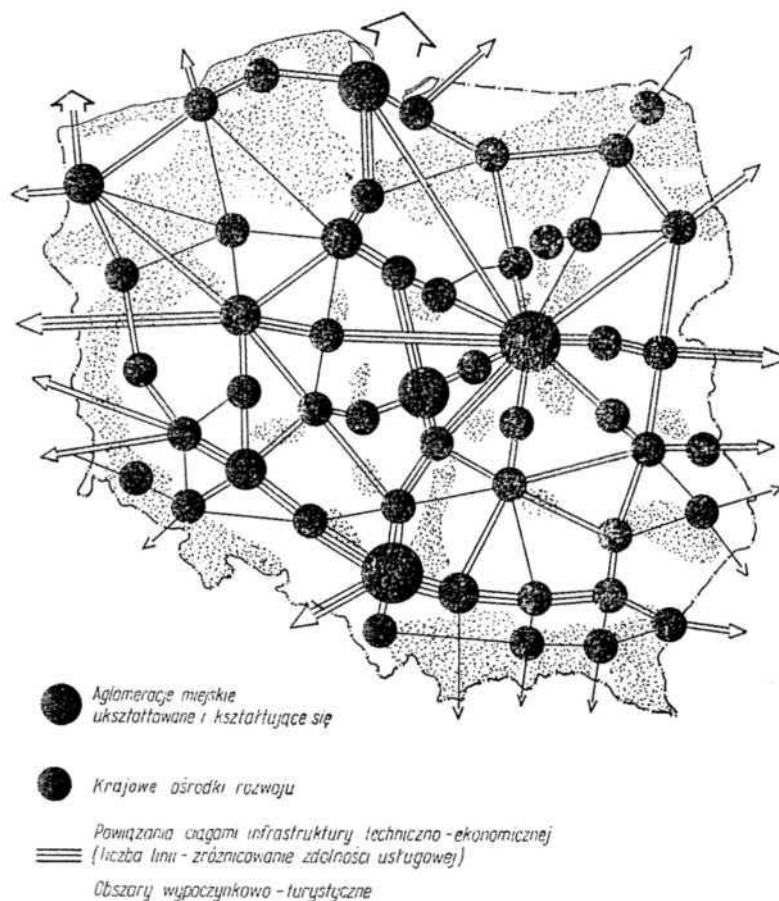 Aglomeracje miejskie
ukształtowane i kształtujące się
Krajowe ośrodki rozwoju
Powiązania ciągami infrastruktury techniczno-ekonomicznej
(liczba linii - zróżnicowanie zdolności usługowej)
Obszary wypoczynkowo-turystyczne